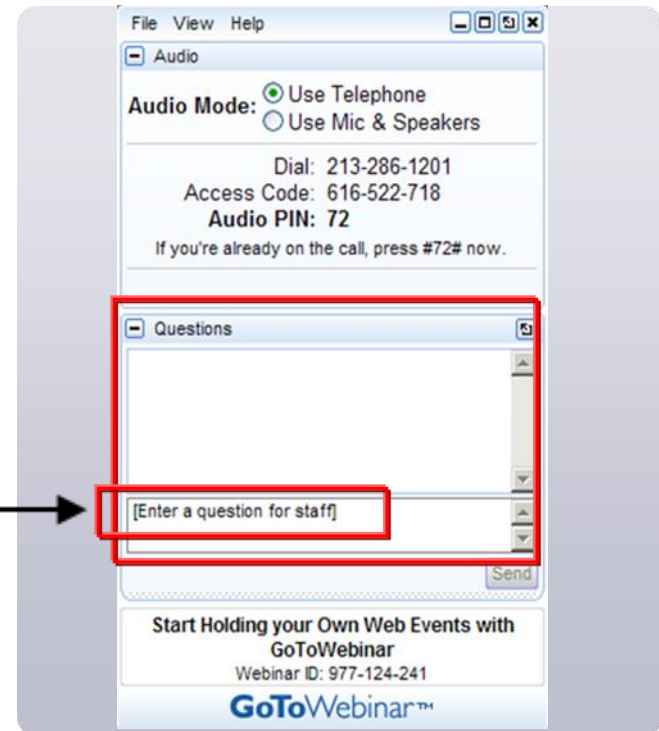 File View Help
Audio
Audio Mode: Use Telephone
Use Mic & Speakers
Dial: 213-286-1201
Access Code: 616-522-718
Audio PIN: 72
If you're already on the call, press #72# now.
Questions
[Enter a question for staff]
Send
Start Holding your Own Web Events with
GoToWebinar
Webinar ID: 977-124-241
GoToWebinar™